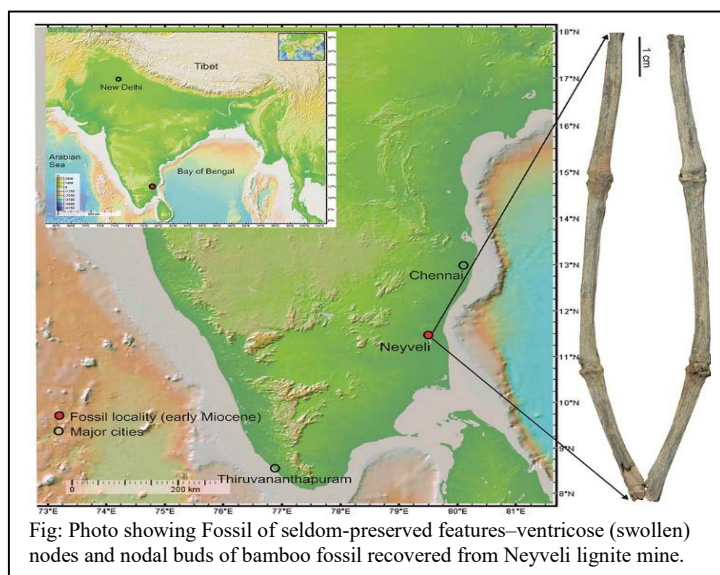 Tibet
New Delhi
Arabian
Sea
Bay of Bengal
Chennai
Neyveli
Fossil locality (early Miocene)
Major cities
Thiruvananthapuram
0 200 km
73°E 74°E 75°E 76°E 77°E 78°E 79°E 80°E 81°E
18°N
17°N
16°N
15°N
14°N
13°N
12°N
11°N
10°N
9°N
8°N
1 cm
Fig: Photo showing Fossil of seldom-preserved features–ventricose (swollen)
nodes and nodal buds of bamboo fossil recovered from Neyveli lignite mine.